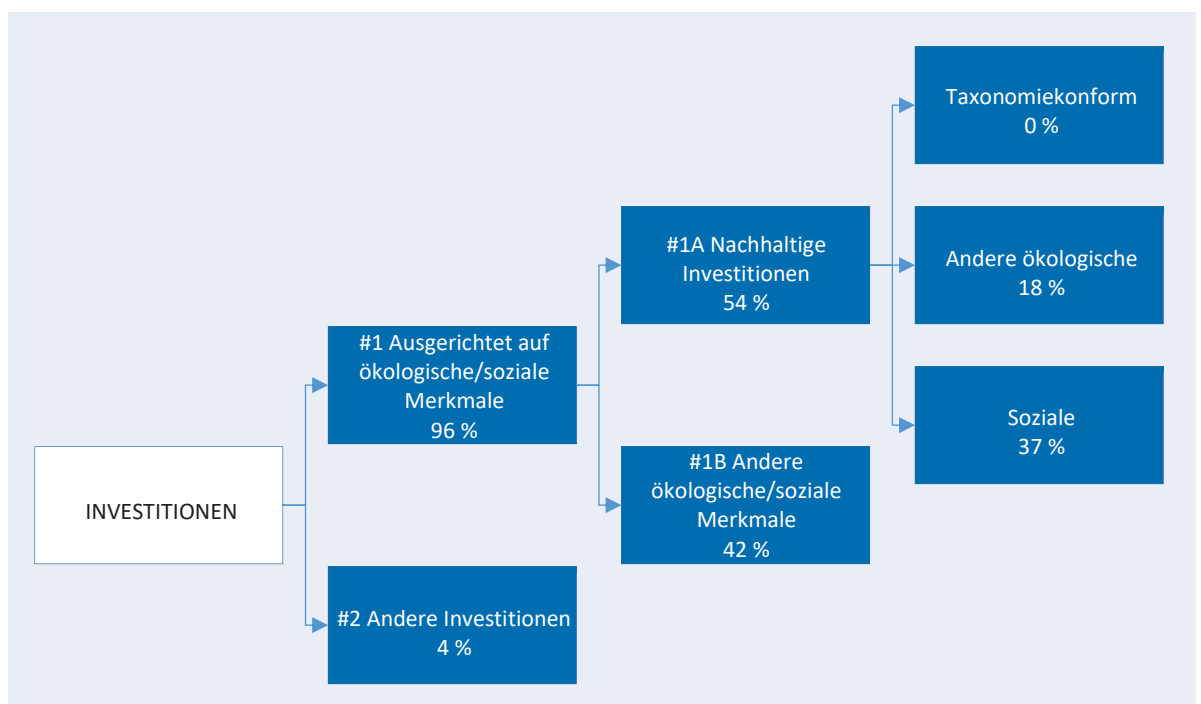 INVESTITIONEN
#1 Ausgerichtet auf
ökologische/soziale
Merkmale
96 %
#2 Andere Investitionen
4 %
#1A Nachhaltige
Investitionen
54 %
#1B Andere
ökologische/soziale
Merkmale
42 %
Taxonomiekonform
0 %
Andere ökologische
18 %
Soziale
37 %